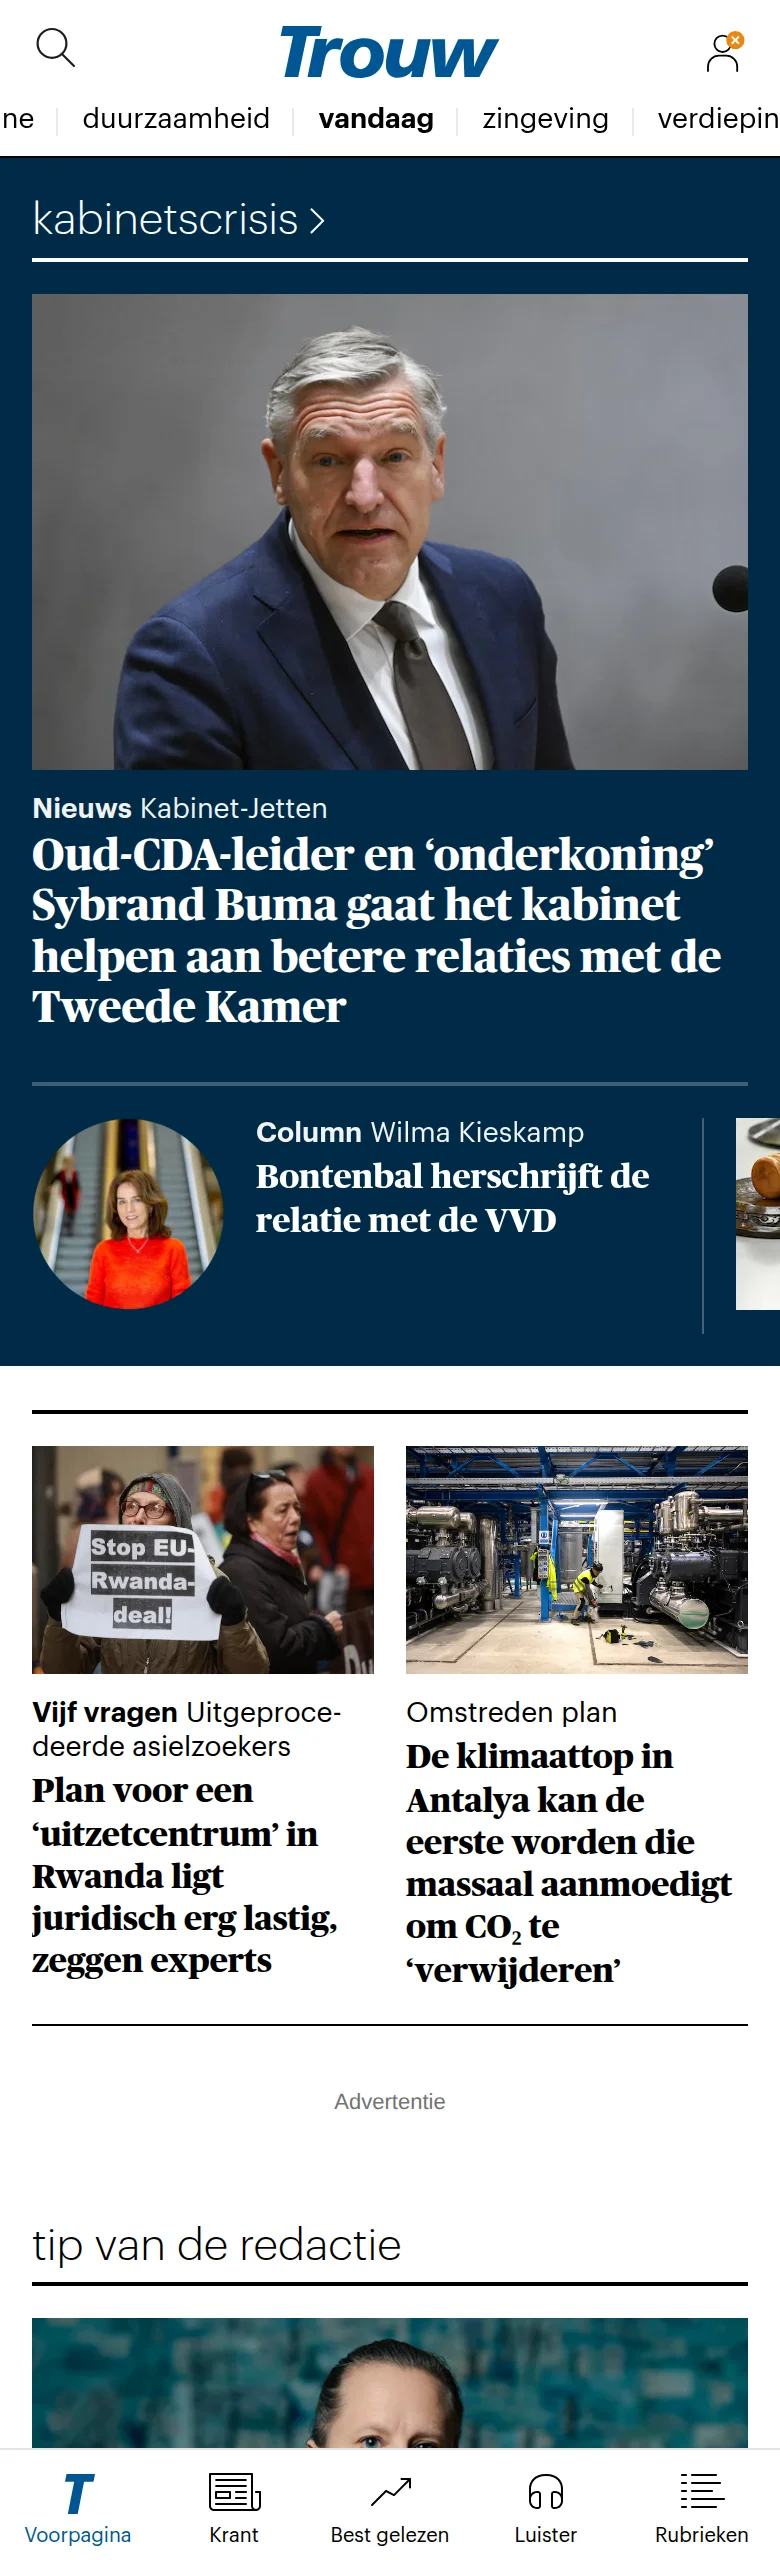 Trouw
ne
duurzaamheid
vandaag
zingeving
verdiepin
kabinetscrisis
Nieuws Kabinet-Jetten
Oud-CDA-leider en ‘onderkoning’
Sybrand Buma gaat het kabinet
helpen aan betere relaties met de
Tweede Kamer
Column Wilma Kieskamp
Bontenbal herschrijft de
relatie met de VVD
Stop EU-
Rwanda-
deal!
Vijf vragen Uitgeproce-
deerde asielzoekers
Plan voor een
‘uitzetcentrum’ in
Rwanda ligt
juridisch erg lastig,
zeggen experts
Omstreden plan
De klimaattop in
Antalya kan de
eerste worden die
massaal aanmoedigt
om CO₂ te
‘verwijderen’
Advertentie
tip van de redactie
T
Voorpagina
Krant
Best gelezen
Luister
Rubrieken